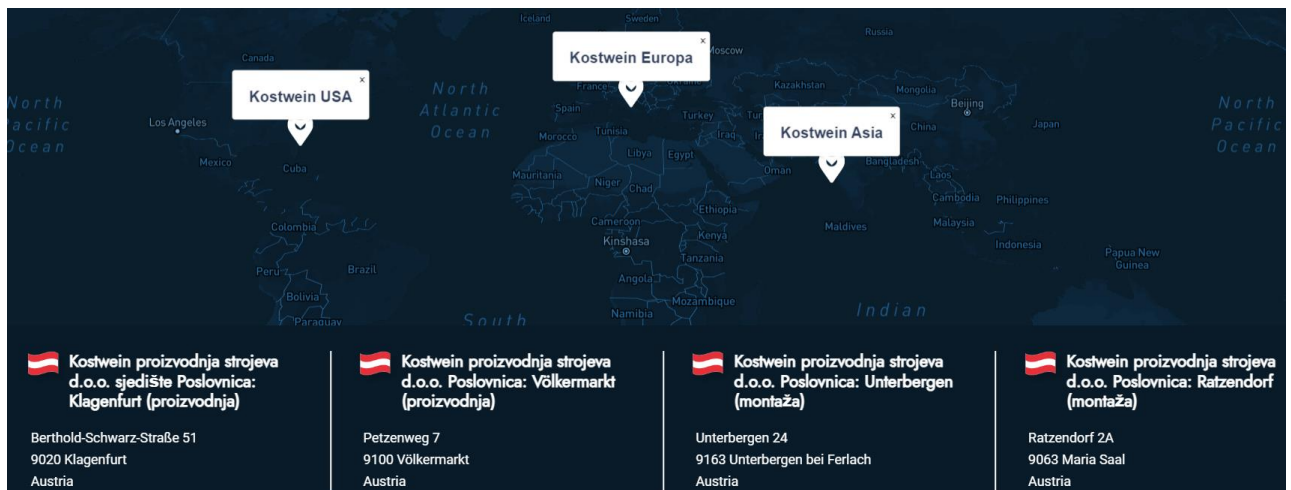 Iceland
Sweden
Russia
Kostwein Europa
x
Moscow
Canada
Kostwein USA
x
North
Atlantic
Ocean
France
Ukraine
Kazakhstan
Mongolia
North
Pacific
Ocean
Los Angeles
Spain
Turkey
Beijing
North
Pacific
Ocean
Kostwein Asia
x
China
Japan
Morocco
Tunisia
Iraq
Mexico
Cuba
Libya
Egypt
Oman
Bangladesh
Mauritania
Niger
Chad
Laos
Cambodia
Philippines
Ethiopia
Colombia
Cameroon
Maldives
Malaysia
Kinshasa
Kenya
Indonesia
Tanzania
Papua New
Guinea
Peru
Brazil
Angola
Bolivia
Mozambique
Namibia
Indian
Paraguay
South
Kostwein proizvodnja strojeva
d.o.o. sjedište Poslovnica:
Klagenfurt (proizvodnja)
Berthold-Schwarz-Straße 51
9020 Klagenfurt
Austria
Kostwein proizvodnja strojeva
d.o.o. Poslovnica: Völkermarkt
(proizvodnja)
Petzenweg 7
9100 Völkermarkt
Austria
Kostwein proizvodnja strojeva
d.o.o. Poslovnica: Unterbergen
(montaža)
Unterbergen 24
9163 Unterbergen bei Ferlach
Austria
Kostwein proizvodnja strojeva
d.o.o. Poslovnica: Ratzendorf
(montaža)
Ratzendorf 2A
9063 Maria Saal
Austria